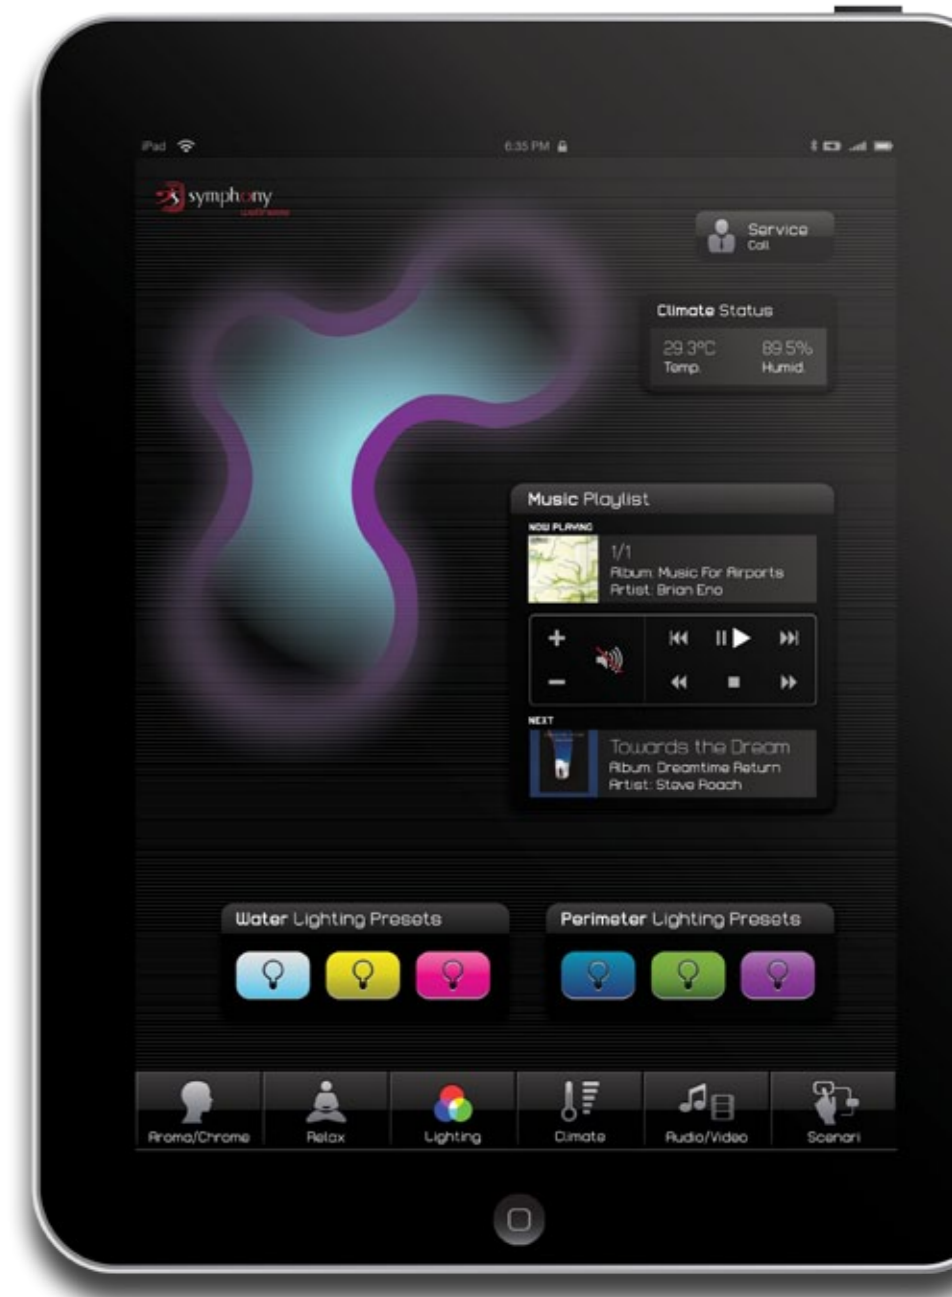 iPad
6:35 PM
symphony
Service
Call
Climate Status
29.3ºC 89.5%
Temp. Humid.
Music Playlist
NOW PLAYING
1/1
Album: Music For Airports
Artist: Brian Eno
NEXT
Towards the Dream
Album: Dreamtime Return
Artist: Steve Roach
Water Lighting Presets
Perimeter Lighting Presets
Aroma/Chrome
Relax
Lighting
Climate
Audio/Video
Scenari